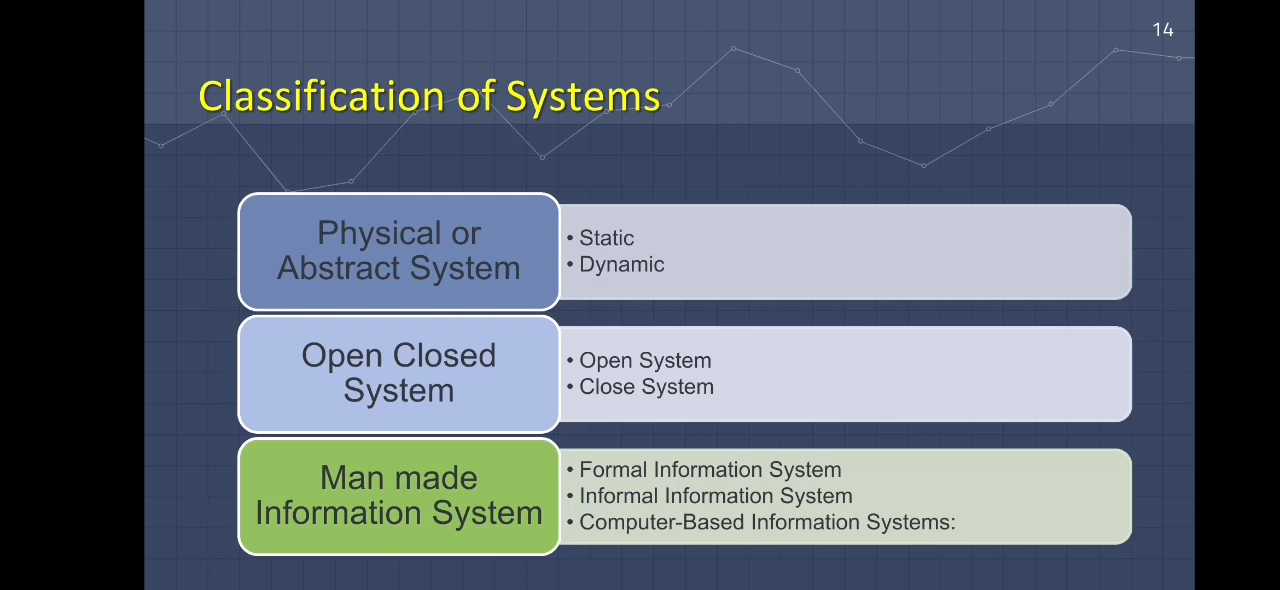 14
Classification of Systems
Physical or
Abstract System
• Static
• Dynamic
Open Closed
System
• Open System
• Close System
Man made
Information System
• Formal Information System
• Informal Information System
• Computer-Based Information Systems: